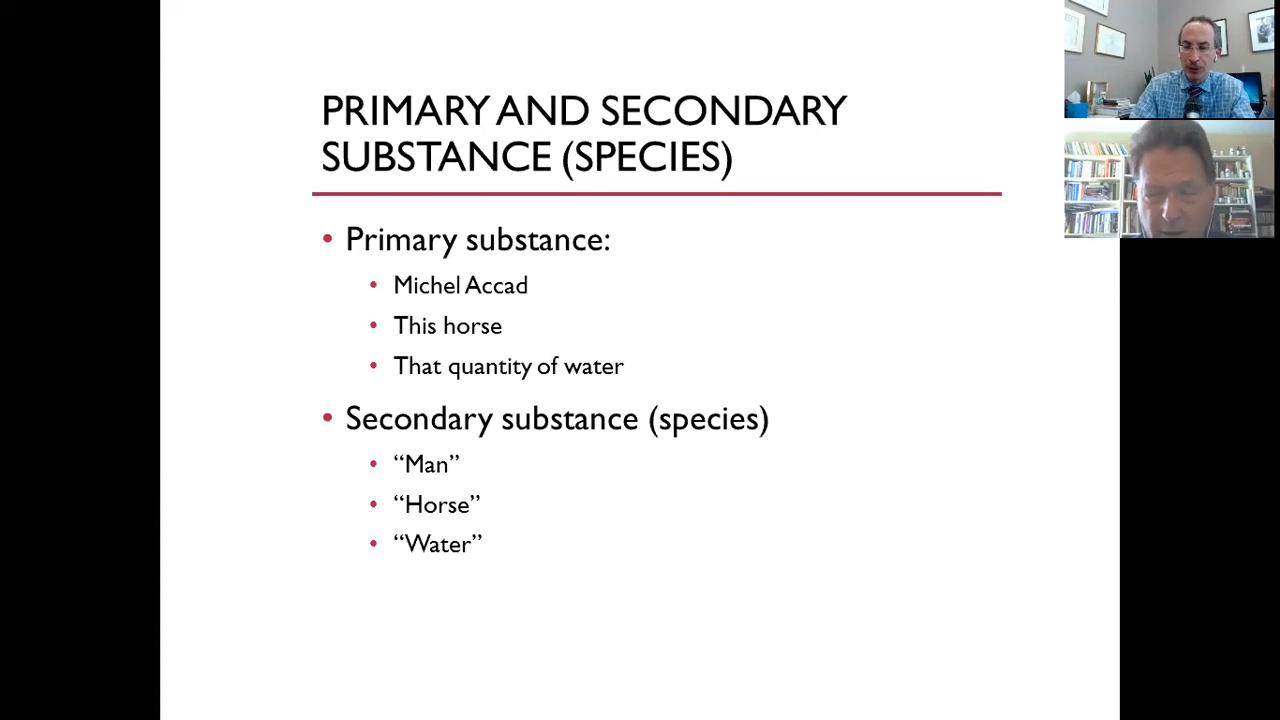 PRIMARY AND SECONDARY
SUBSTANCE (SPECIES)
• Primary substance:
• Michel Accad
• This horse
• That quantity of water
• Secondary substance (species)
• “Man”
• “Horse”
• “Water”